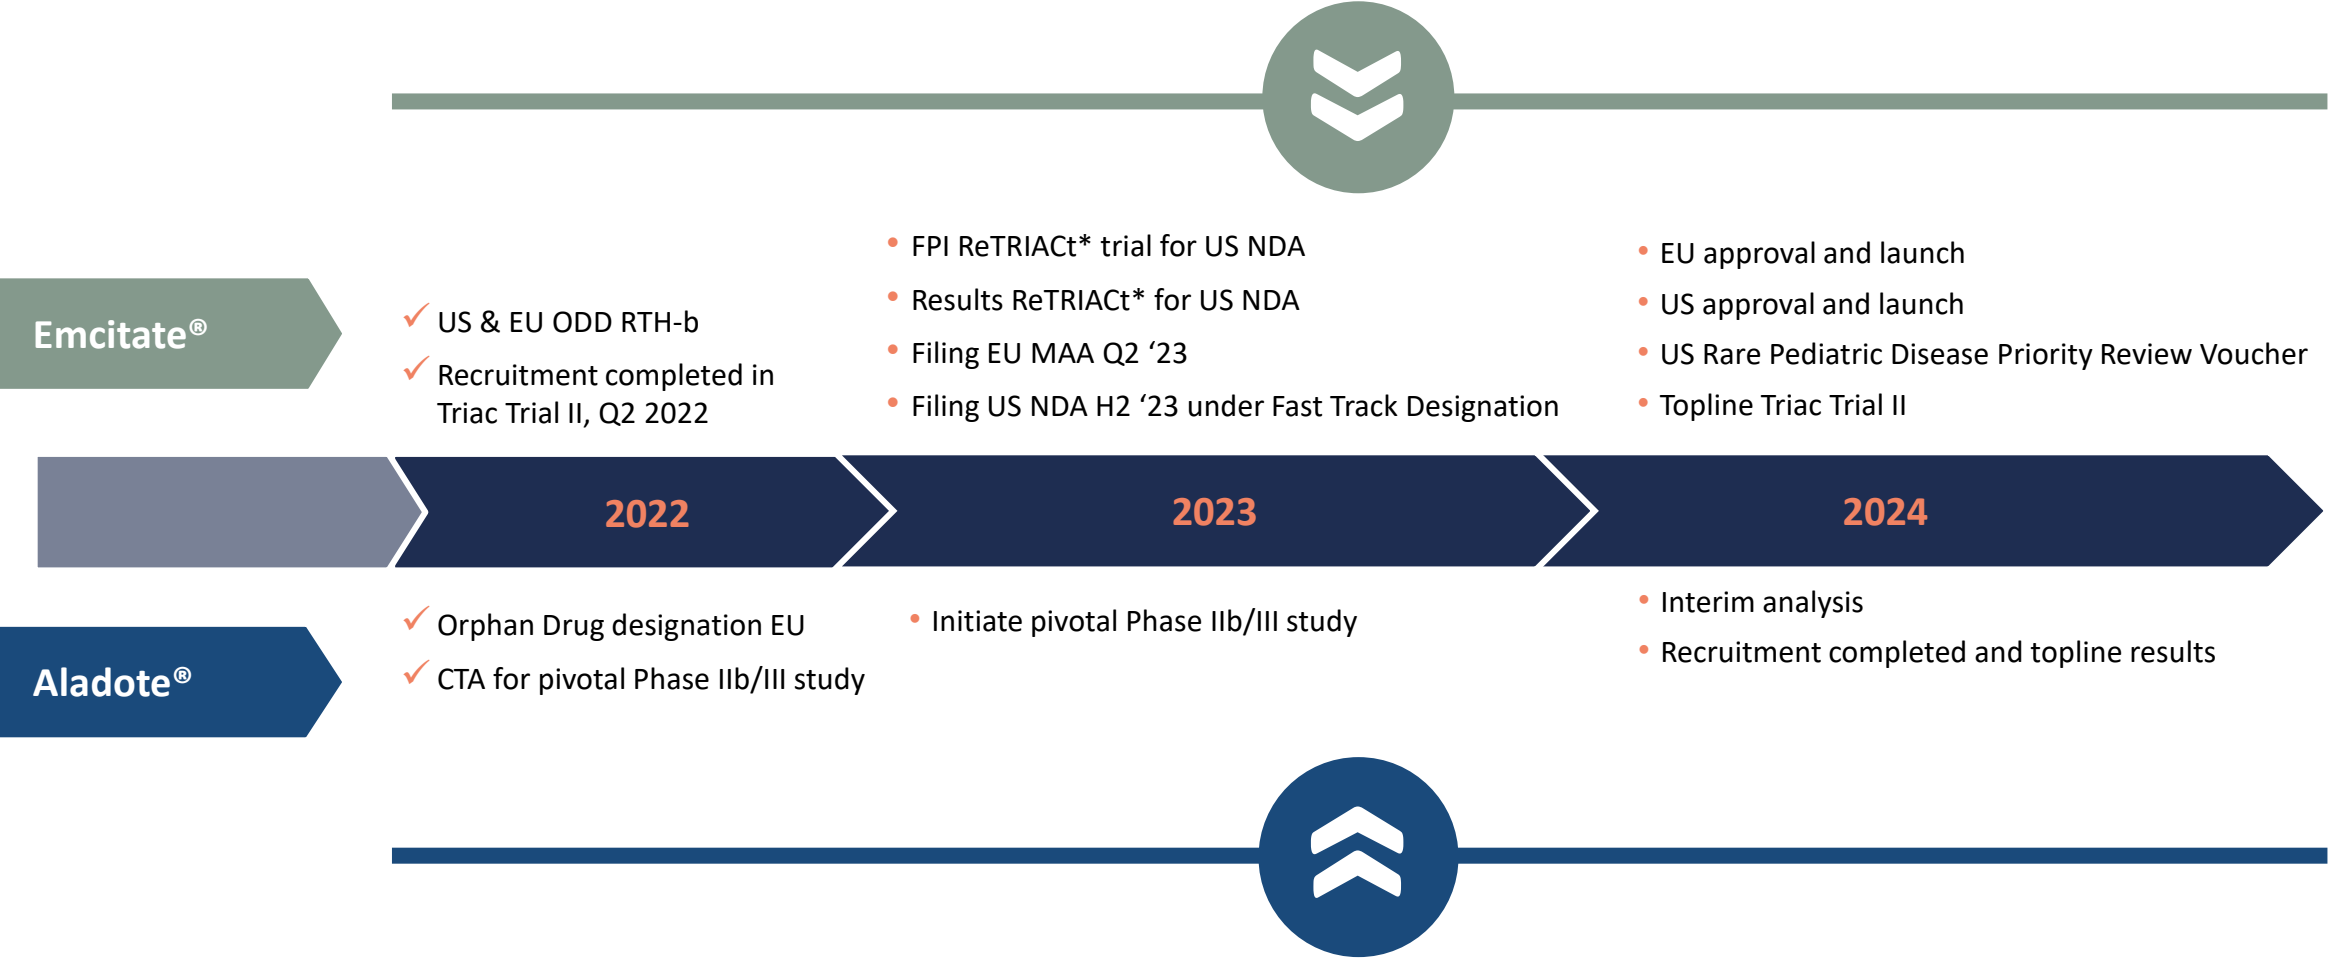 Emcitate®
✓ US & EU ODD RTH-b
✓ Recruitment completed in
Triac Trial II, Q2 2022
• FPI ReTRIACt* trial for US NDA
• Results ReTRIACt* for US NDA
• Filing EU MAA Q2 ‘23
• Filing US NDA H2 ‘23 under Fast Track Designation
• EU approval and launch
• US approval and launch
• US Rare Pediatric Disease Priority Review Voucher
• Topline Triac Trial II
2022
2023
2024
Aladote®
✓ Orphan Drug designation EU
✓ CTA for pivotal Phase IIb/III study
• Initiate pivotal Phase IIb/III study
• Interim analysis
• Recruitment completed and topline results